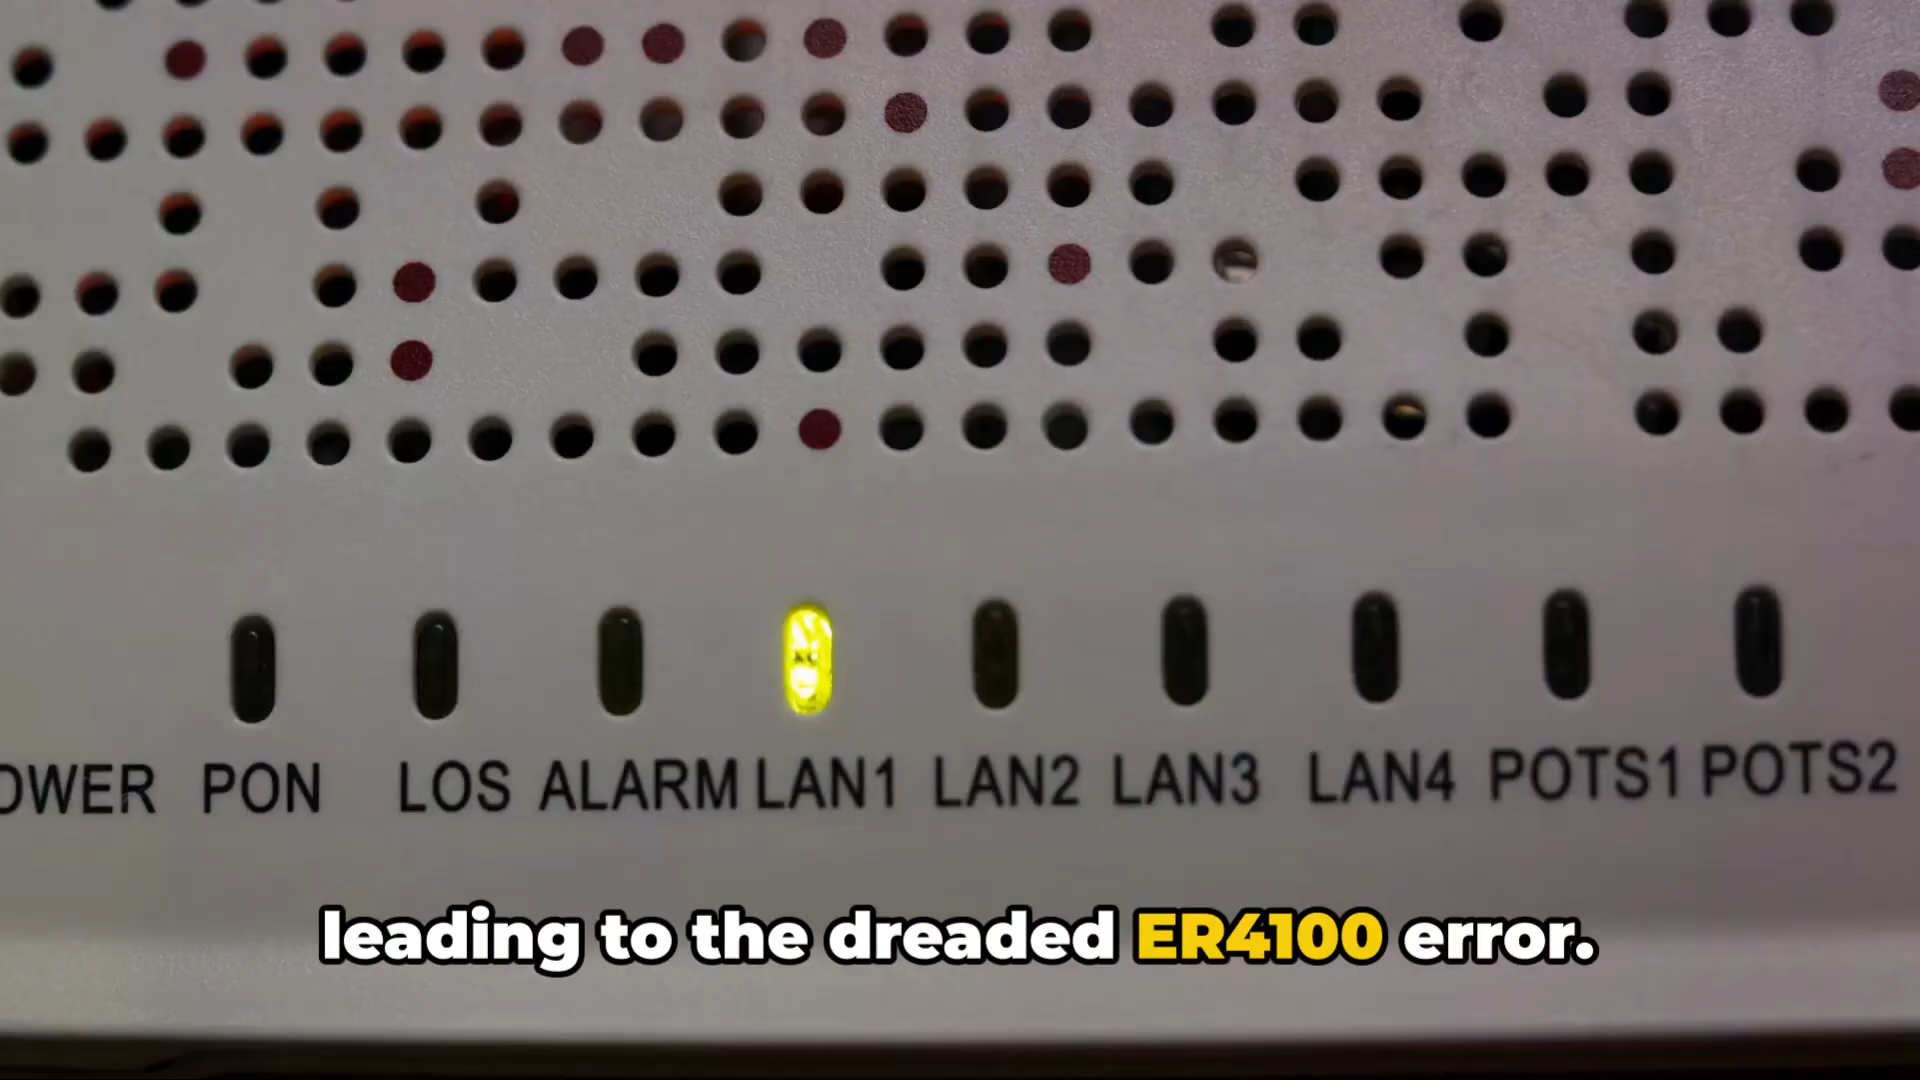 OWER PON LOS ALARM LAN1 LAN2 LAN3 LAN4 POTS1 POTS2
leading to the dreaded ER4100 error.